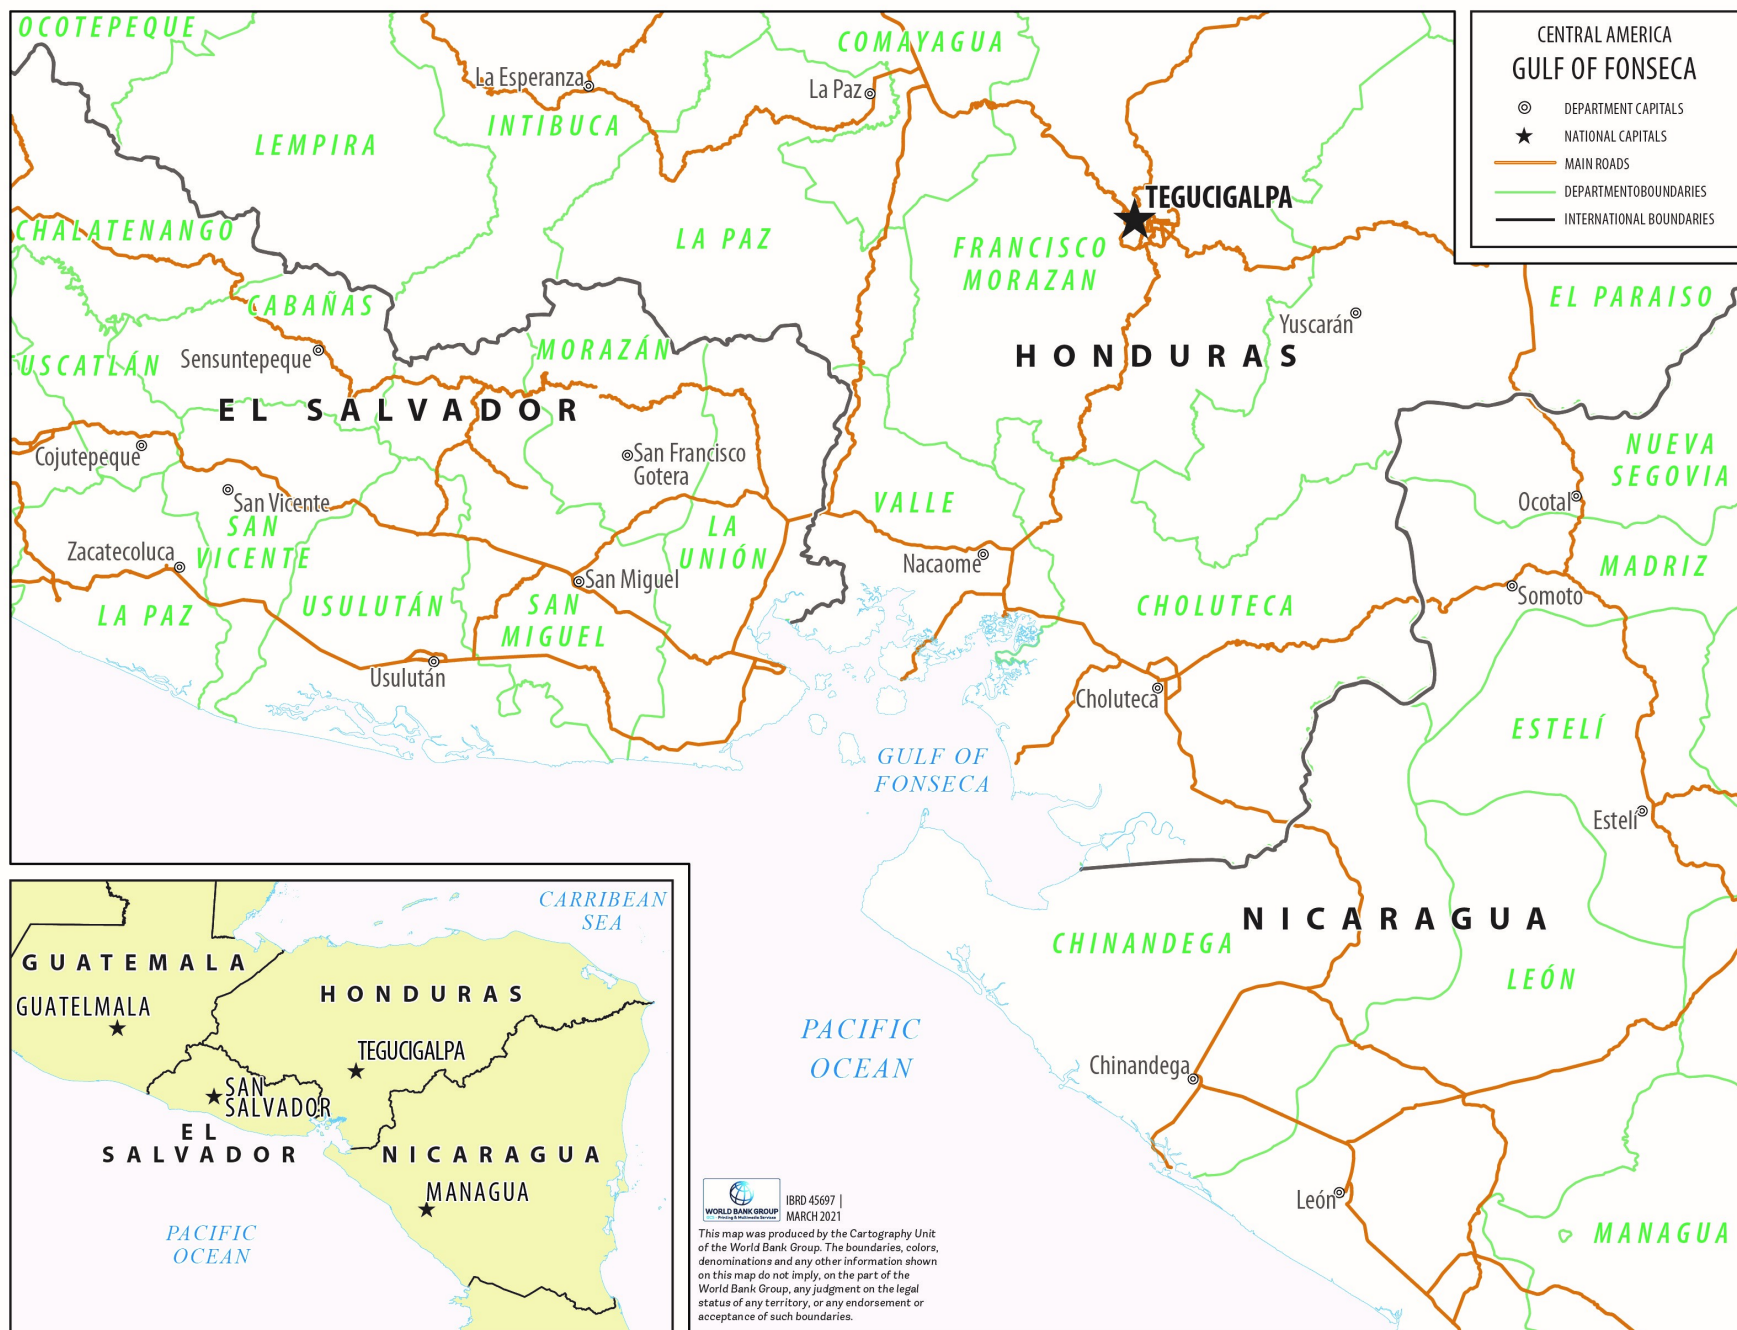 CENTRAL AMERICA
GULF OF FONSECA
DEPARTMENT CAPITALS
NATIONAL CAPITALS
MAIN ROADS
DEPARTMENTOBOUNDARIES
INTERNATIONAL BOUNDARIES
OCOTEPEQUE
COMAYAGUA
La Esperanza
La Paz
INTIBUCA
LEMPIRA
TEGUCIGALPA
CHALATENANGO
LA PAZ
FRANCISCO
MORAZAN
CABAÑAS
EL PARAISO
Yuscarán
MORAZÁN
HONDURAS
USCATLÁN
Sensuntepeque
EL SALVADOR
Cojutepeque
San Francisco
Gotera
NUEVA
SEGOVIA
San Vicente
SAN
VICENTE
VALLE
Ocotal
LA
UNIÓN
Zacatecoluca
Nacaome
MADRIZ
San Miguel
Somoto
LA PAZ
USULUTÁN
SAN
MIGUEL
CHOLUTECA
Usulután
Choluteca
ESTELÍ
GULF OF
FONSECA
Estelí
NICARAGUA
CHINANDEGA
LEÓN
PACIFIC
OCEAN
Chinandega
León
MANAGUA
CARRIBEAN
SEA
GUATEMALA
GUATELMALA
HONDURAS
TEGUCIGALPA
SAN
SALVADOR
EL
SALVADOR
NICARAGUA
MANAGUA
PACIFIC
OCEAN
WORLD BANK GROUP
Printing & Multimedia Services
IBRD 45697 |
MARCH 2021
This map was produced by the Cartography Unit
of the World Bank Group. The boundaries, colors,
denominations and any other information shown
on this map do not imply, on the part of the
World Bank Group, any judgment on the legal
status of any territory, or any endorsement or
acceptance of such boundaries.